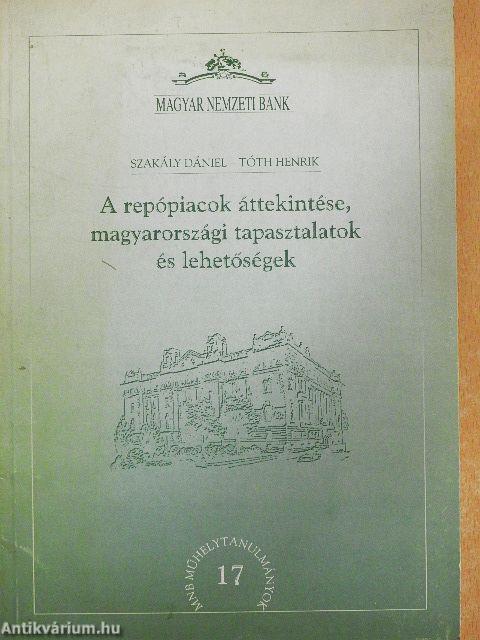 MAGYAR NEMZETI BANK
SZAKÁLY DÁNIEL – TÓTH HENRIK
A repópiacok áttekintése,
magyarországi tapasztalatok
és lehetőségek
MNB MŰHELYTANULMÁNYOK
17
Antikvárium.hu